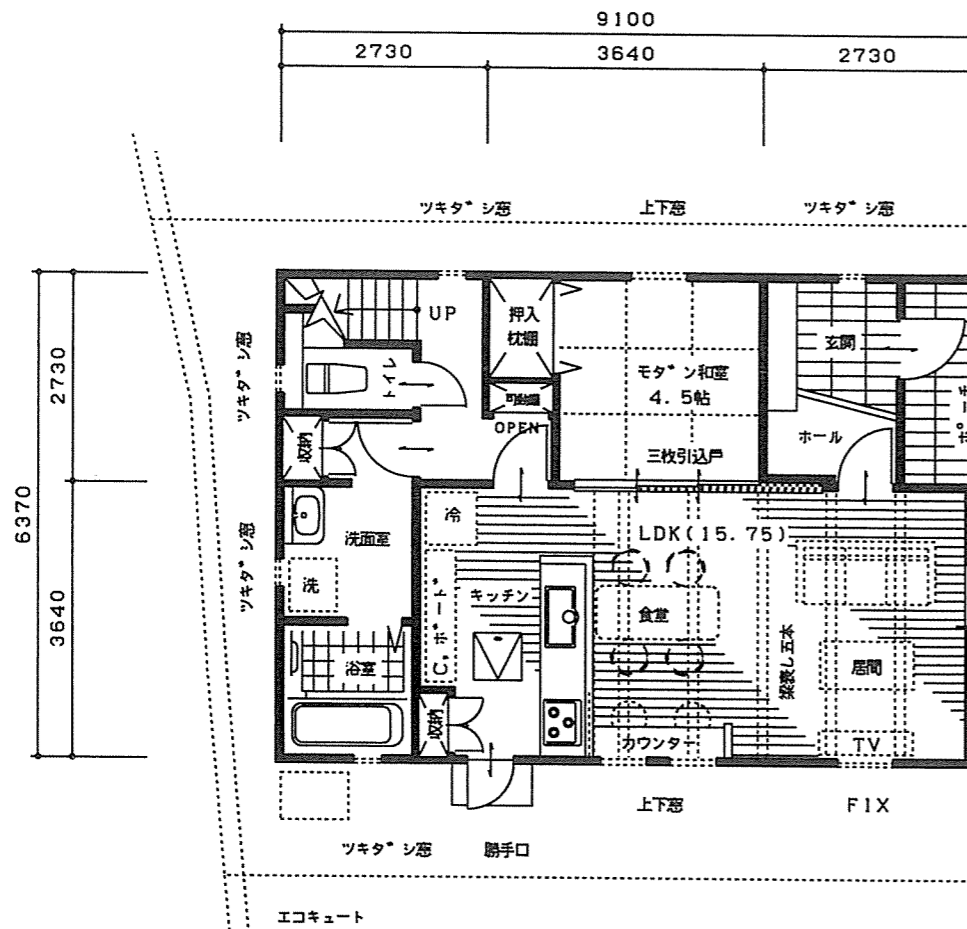 9100
2730
3640
2730
ツキダシ窓
上下窓
ツキダシ窓
6370
2730
3640
ツキダシ窓
ツキダシ窓
UP
押入
枕棚
トイレ
収納
OPEN
モダン和室
4.5帖
三枚引込戸
玄関
ホール
ポーチ
冷
LDK(15.75)
洗面室
洗
キッチン
C.ボード
食堂
梁表し五本
居間
浴室
収納
カウンター
TV
上下窓
FIX
ツキダシ窓
勝手口
エコキュート